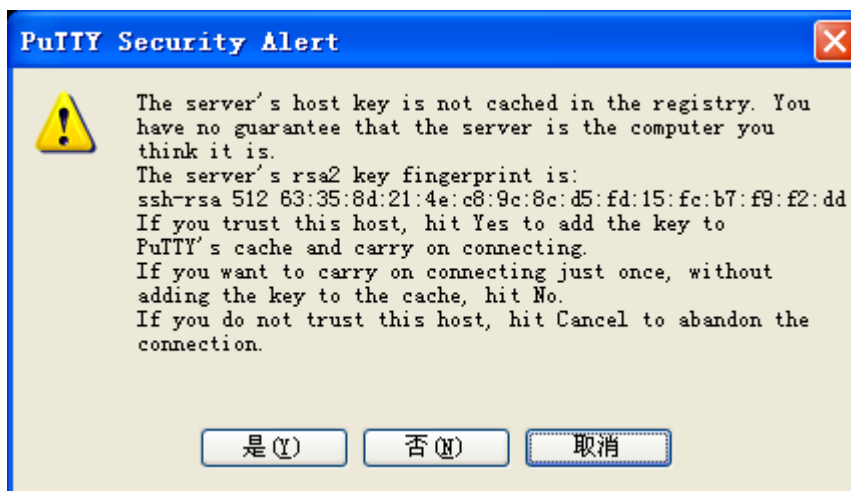 PuTTY Security Alert
The server's host key is not cached in the registry. You
have no guarantee that the server is the computer you
think it is.
The server's rsa2 key fingerprint is:
ssh-rsa 512 63:35:8d:21:4e:c8:9c:8c:d5:fd:15:fc:b7:f9:f2:dd
If you trust this host, hit Yes to add the key to
PuTTY's cache and carry on connecting.
If you want to carry on connecting just once, without
adding the key to the cache, hit No.
If you do not trust this host, hit Cancel to abandon the
connection.
是(Y) 否(N) 取消